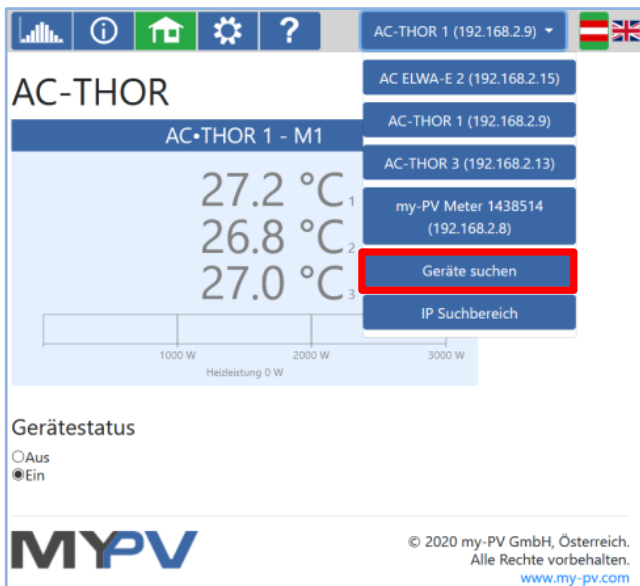 ?
AC-THOR 1 (192.168.2.9)
AC ELWA-E 2 (192.168.2.15)
AC-THOR 1 (192.168.2.9)
AC-THOR 3 (192.168.2.13)
my-PV Meter 1438514
(192.168.2.8)
Geräte suchen
IP Suchbereich
AC-THOR
AC•THOR 1 - M1
27.2 °C 1
26.8 °C 2
27.0 °C 3
1000 W 2000 W 3000 W
Heizleistung 0 W
Gerätestatus
Aus
Ein
MYPV
© 2020 my-PV GmbH, Österreich.
Alle Rechte vorbehalten.
www.my-pv.com